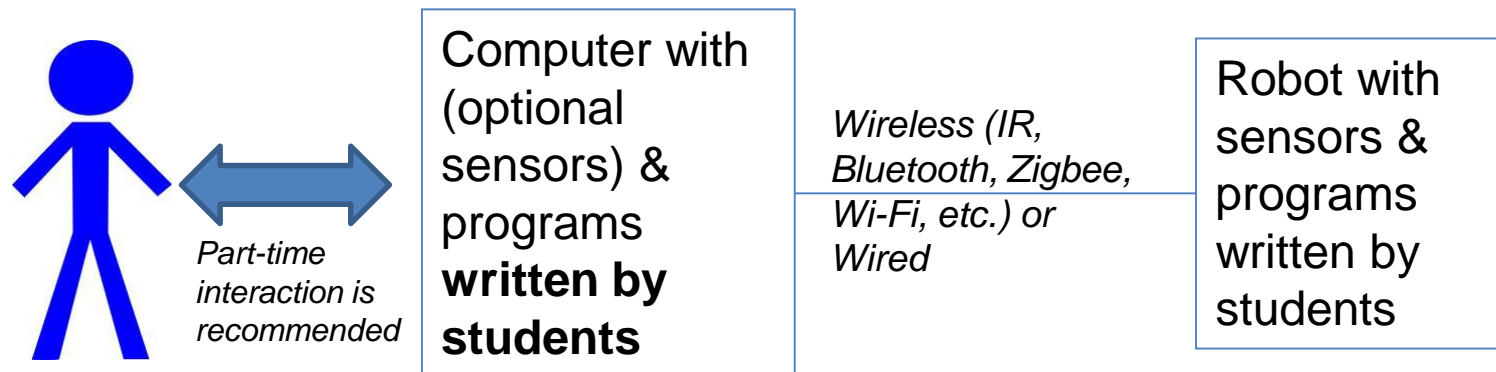 Part-time
interaction is
recommended
Computer with
(optional
sensors) &
programs
written by
students
Wireless (IR,
Bluetooth, Zigbee,
Wi-Fi, etc.) or
Wired
Robot with
sensors &
programs
written by
students